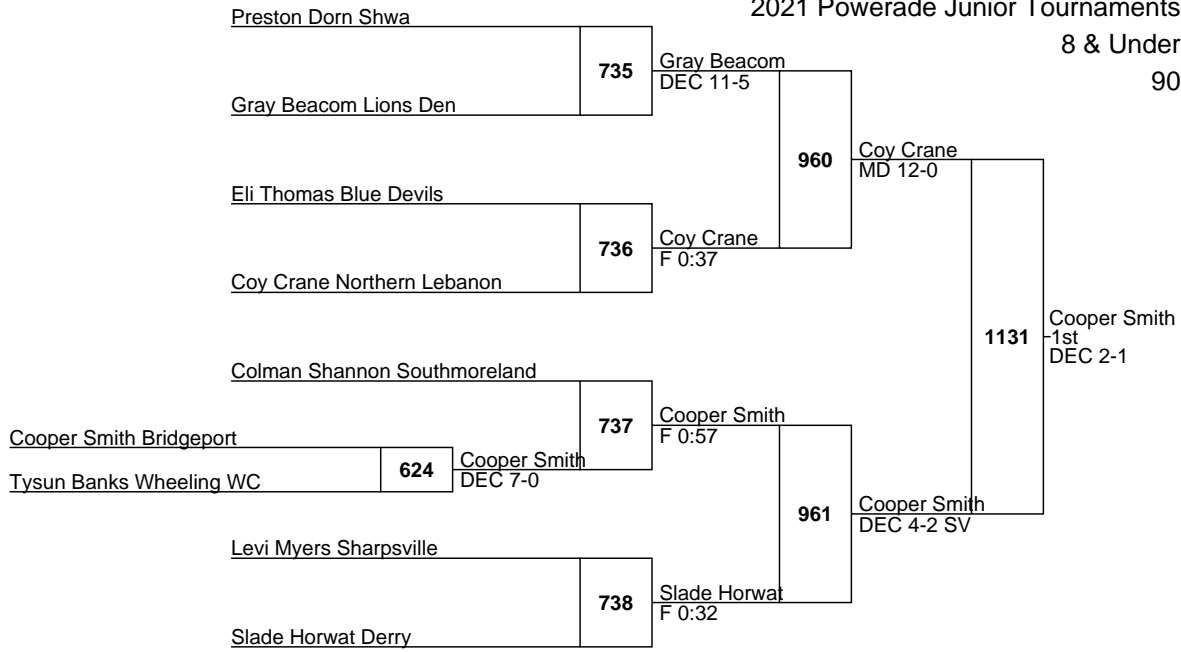 2021 Powerade Junior Tournaments
8 & Under
90
Preston Dorn Shwa
735
Gray Beacom
DEC 11-5
Gray Beacom Lions Den
960
Coy Crane
MD 12-0
Eli Thomas Blue Devils
736
Coy Crane
F 0:37
Coy Crane Northern Lebanon
1131
Cooper Smith
1st
DEC 2-1
Colman Shannon Southmoreland
737
Cooper Smith
F 0:57
Cooper Smith Bridgeport
624
Cooper Smith
DEC 7-0
Tysun Banks Wheeling WC
961
Cooper Smith
DEC 4-2 SV
Levi Myers Sharpsville
738
Slade Horwat
F 0:32
Slade Horwat Derry